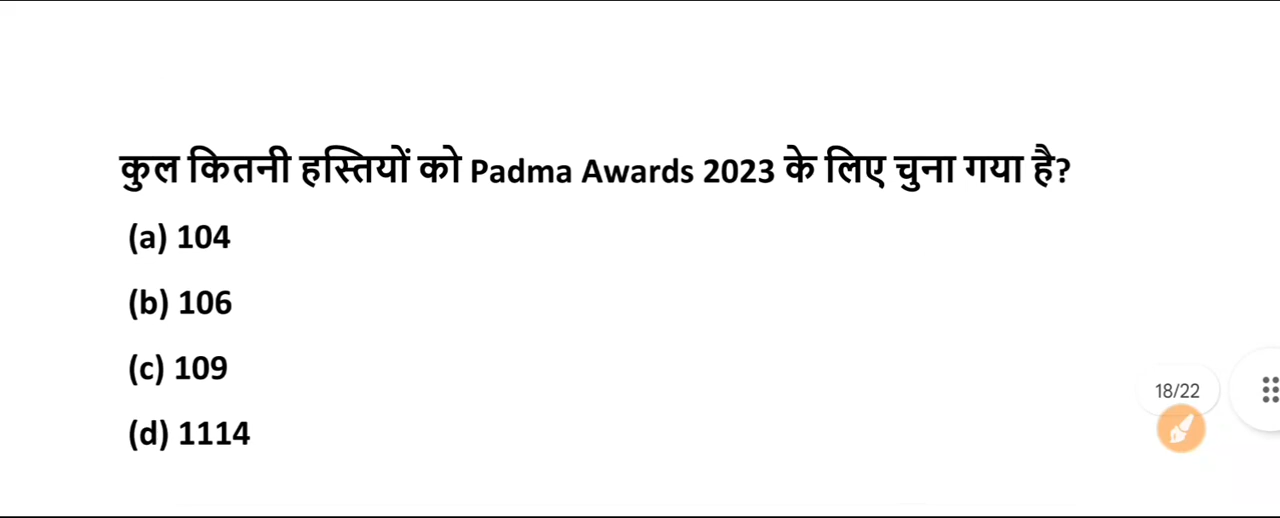 कुल कितनी हस्तियों को Padma Awards 2023 के लिए चुना गया है?
(a) 104
(b) 106
(c) 109
(d) 1114
18/22